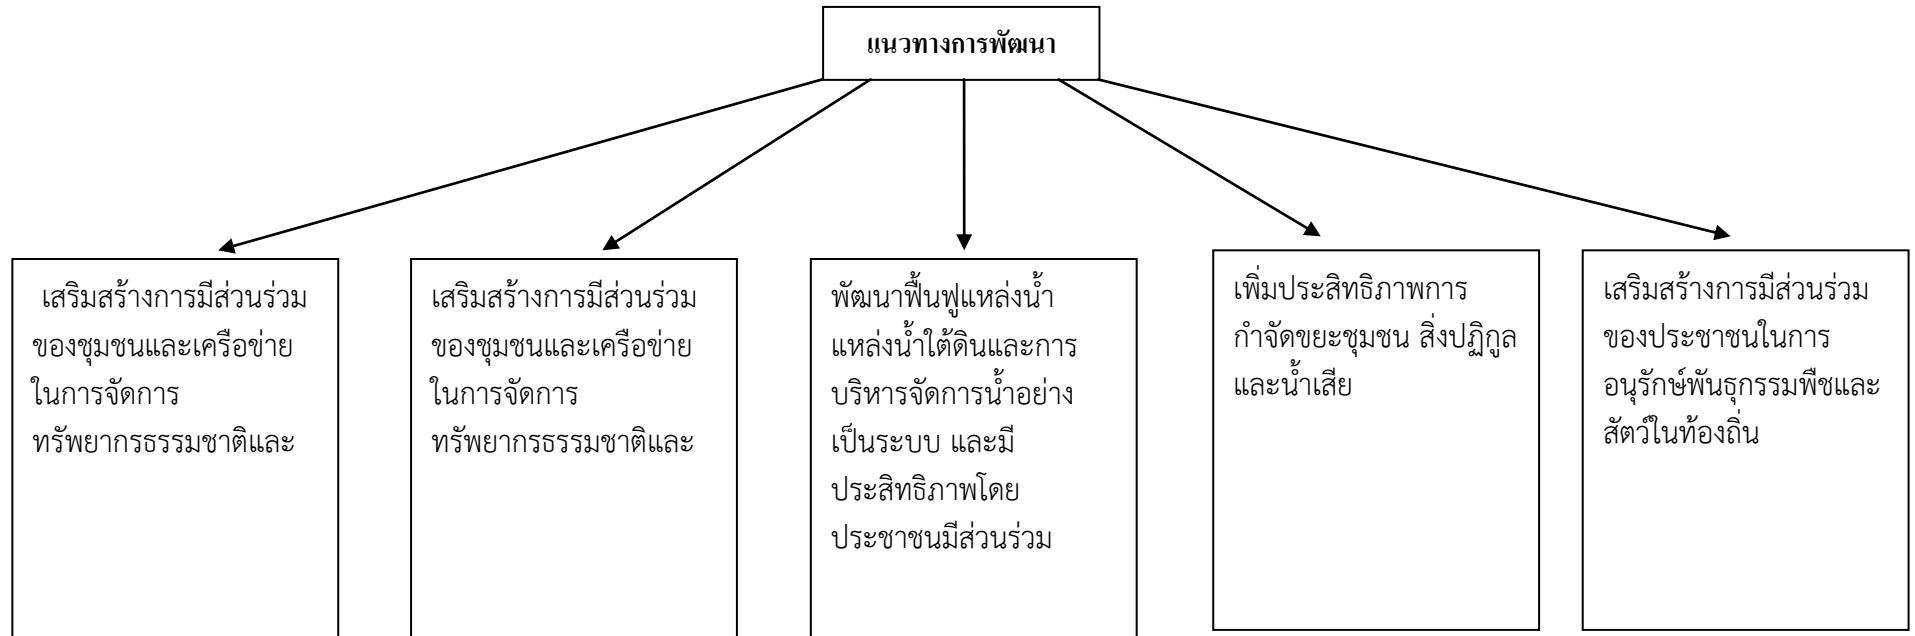 แนวทางการพัฒนา
เสริมสร้างการมีส่วนร่วม
ของชุมชนและเครือข่าย
ในการจัดการ
ทรัพยากรธรรมชาติและ
เสริมสร้างการมีส่วนร่วม
ของชุมชนและเครือข่าย
ในการจัดการ
ทรัพยากรธรรมชาติและ
พัฒนาฟื้นฟูแหล่งน้ำ
แหล่งน้ำใต้ดินและการ
บริหารจัดการน้ำอย่าง
เป็นระบบ และมี
ประสิทธิภาพโดย
ประชาชนมีส่วนร่วม
เพิ่มประสิทธิภาพการ
กำจัดขยะชุมชน สิ่งปฏิกูล
และน้ำเสีย
เสริมสร้างการมีส่วนร่วม
ของประชาชนในการ
อนุรักษ์พันธุกรรมพืชและ
สัตว์ในท้องถิ่น